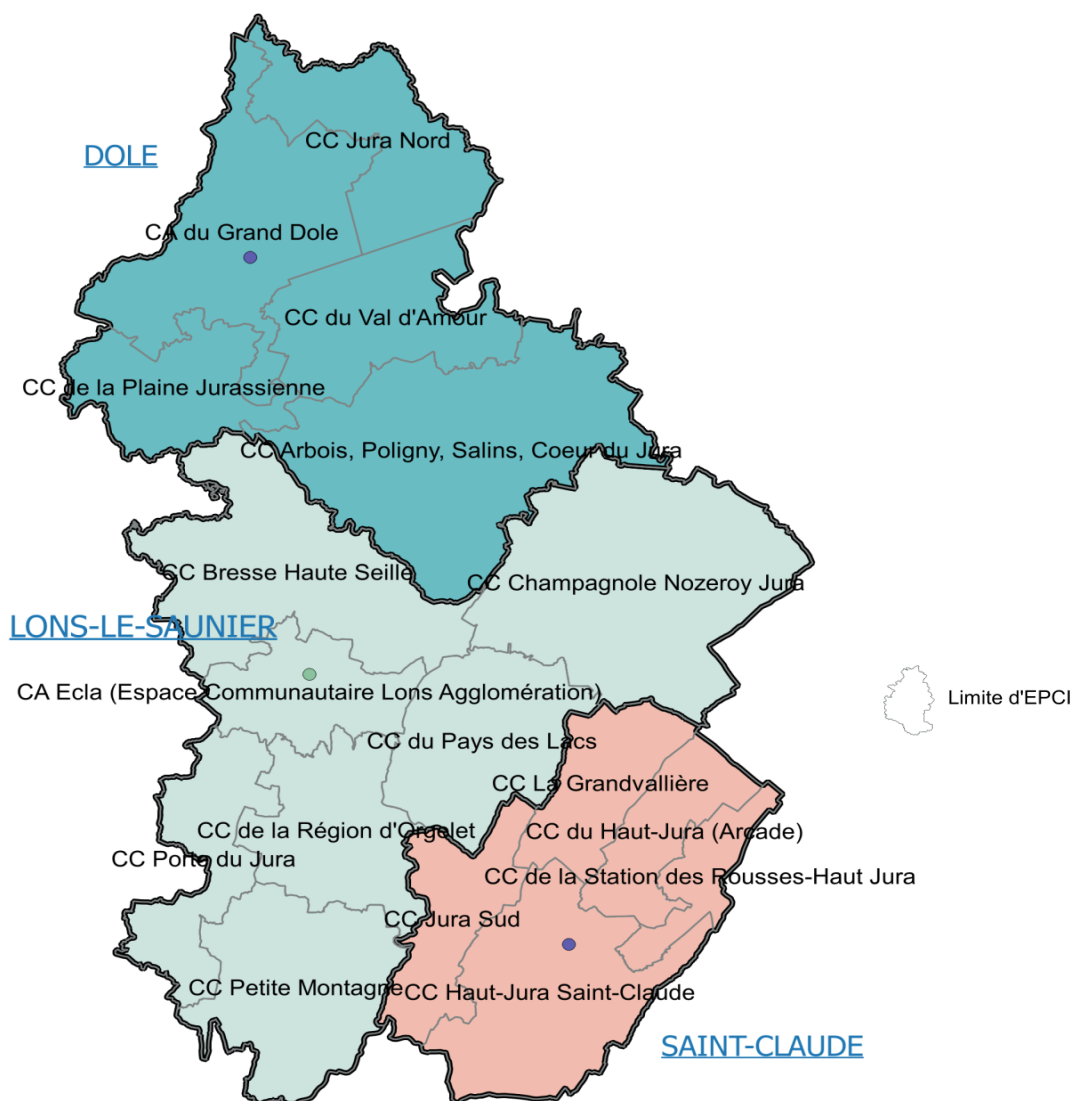 CC Jura Nord
DOLE
CA du Grand Dole
CC du Val d'Amour
CC de la Plaine Jurassienne
CC Arbois, Poligny, Salins, Coeur du Jura
CC Bresse Haute Seille
CC Champagnole Nozeroy Jura
LONS-LE-SAUNIER
CA Ecla (Espace Communautaire Lons Agglomération)
Limite d'EPCI
CC du Pays des Lacs
CC La Grandvallière
CC de la Région d'Orgelet
CC du Haut-Jura (Arcade)
CC Porte du Jura
CC de la Station des Rousses-Haut Jura
CC Jura Sud
CC Petite Montagne
CC Haut-Jura Saint-Claude
SAINT-CLAUDE